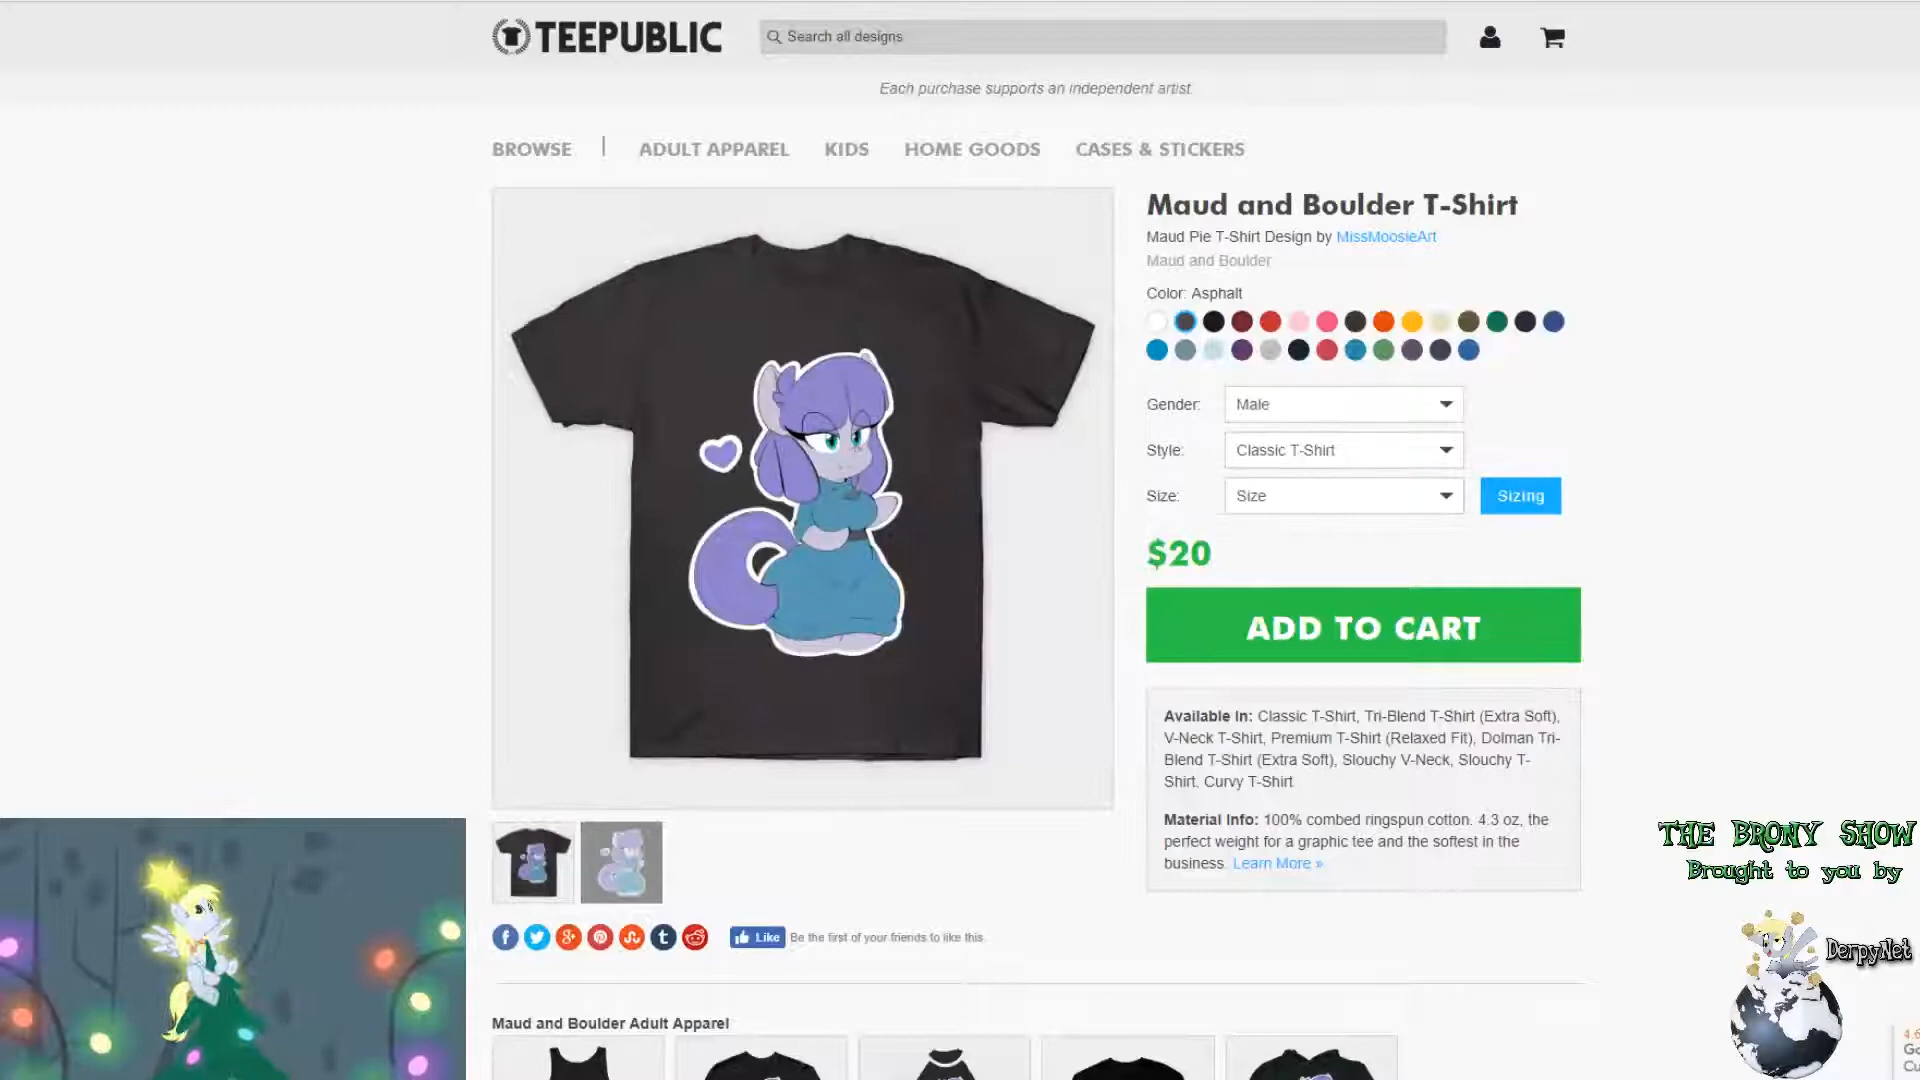 TEEPUBLIC
Search all designs
Each purchase supports an independent artist.
BROWSE | ADULT APPAREL KIDS HOME GOODS CASES & STICKERS
Maud and Boulder T-Shirt
Maud Pie T-Shirt Design by MissMoosieArt
Maud and Boulder
Color: Asphalt
Gender: Male
Style: Classic T-Shirt
Size: Size Sizing
$20
ADD TO CART
Available In: Classic T-Shirt, Tri-Blend T-Shirt (Extra Soft),
V-Neck T-Shirt, Premium T-Shirt (Relaxed Fit), Dolman Tri-
Blend T-Shirt (Extra Soft), Slouchy V-Neck, Slouchy T-
Shirt, Curvy T-Shirt
Material Info: 100% combed ringspun cotton. 4.3 oz, the
perfect weight for a graphic tee and the softest in the
business. Learn More »
Like Be the first of your friends to like this.
Maud and Boulder Adult Apparel
THE BRONY SHOW
Brought to you by
DerpyNet